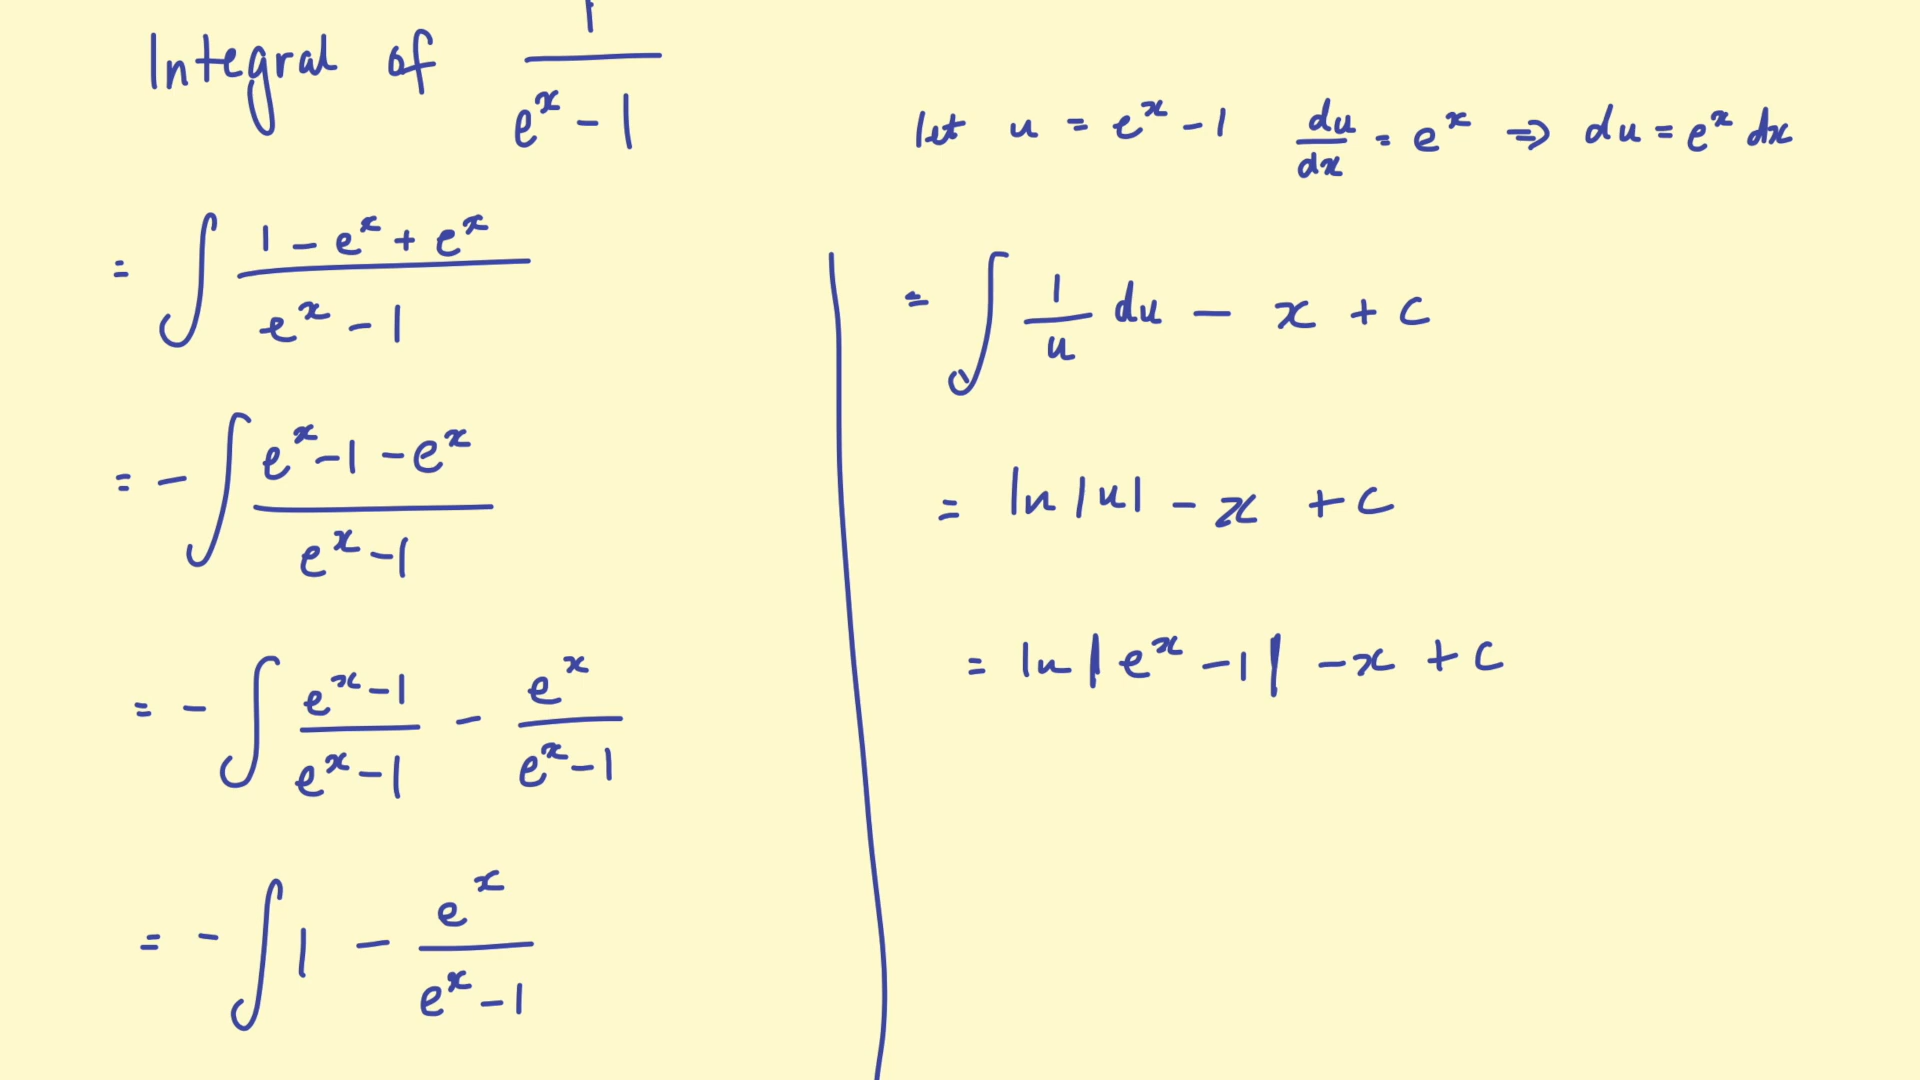 Integral of 1/(e^x - 1)
= ∫ (1 - e^x + e^x)/(e^x - 1)
= - ∫ (e^x - 1 - e^x)/(e^x - 1)
= - ∫ (e^x - 1)/(e^x - 1) - e^x/(e^x - 1)
= - ∫ 1 - e^x/(e^x - 1)
let u = e^x - 1 du/dx = e^x ⇒ du = e^x dx
= ∫ 1/u du - x + c
= ln |u| - x + c
= ln | e^x - 1 | - x + c